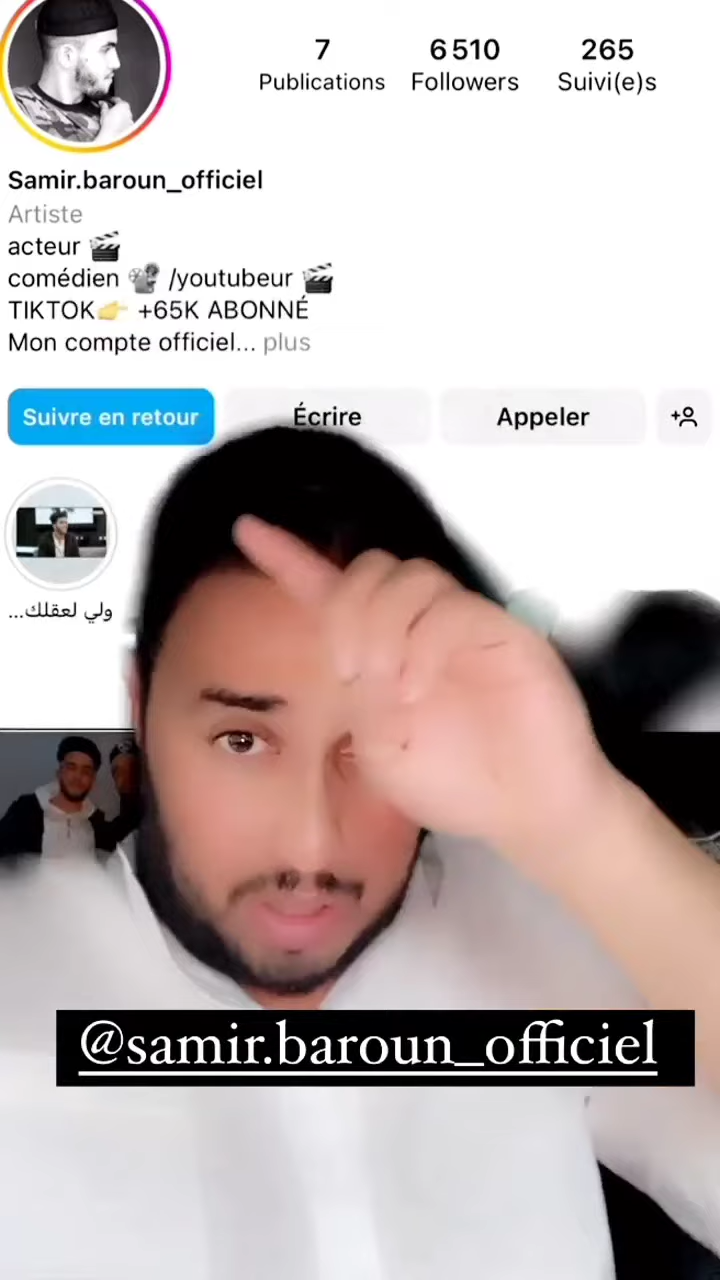 7 6 510 265
Publications Followers Suivi(e)s
Samir.baroun_officiel
Artiste
acteur 🎬
comédien 📽️ /youtubeur 🎬
TIKTOK👉 +65K ABONNÉ
Mon compte officiel... plus
Suivre en retour Écrire Appeler
ولي لعقلك...
@samir.baroun_officiel